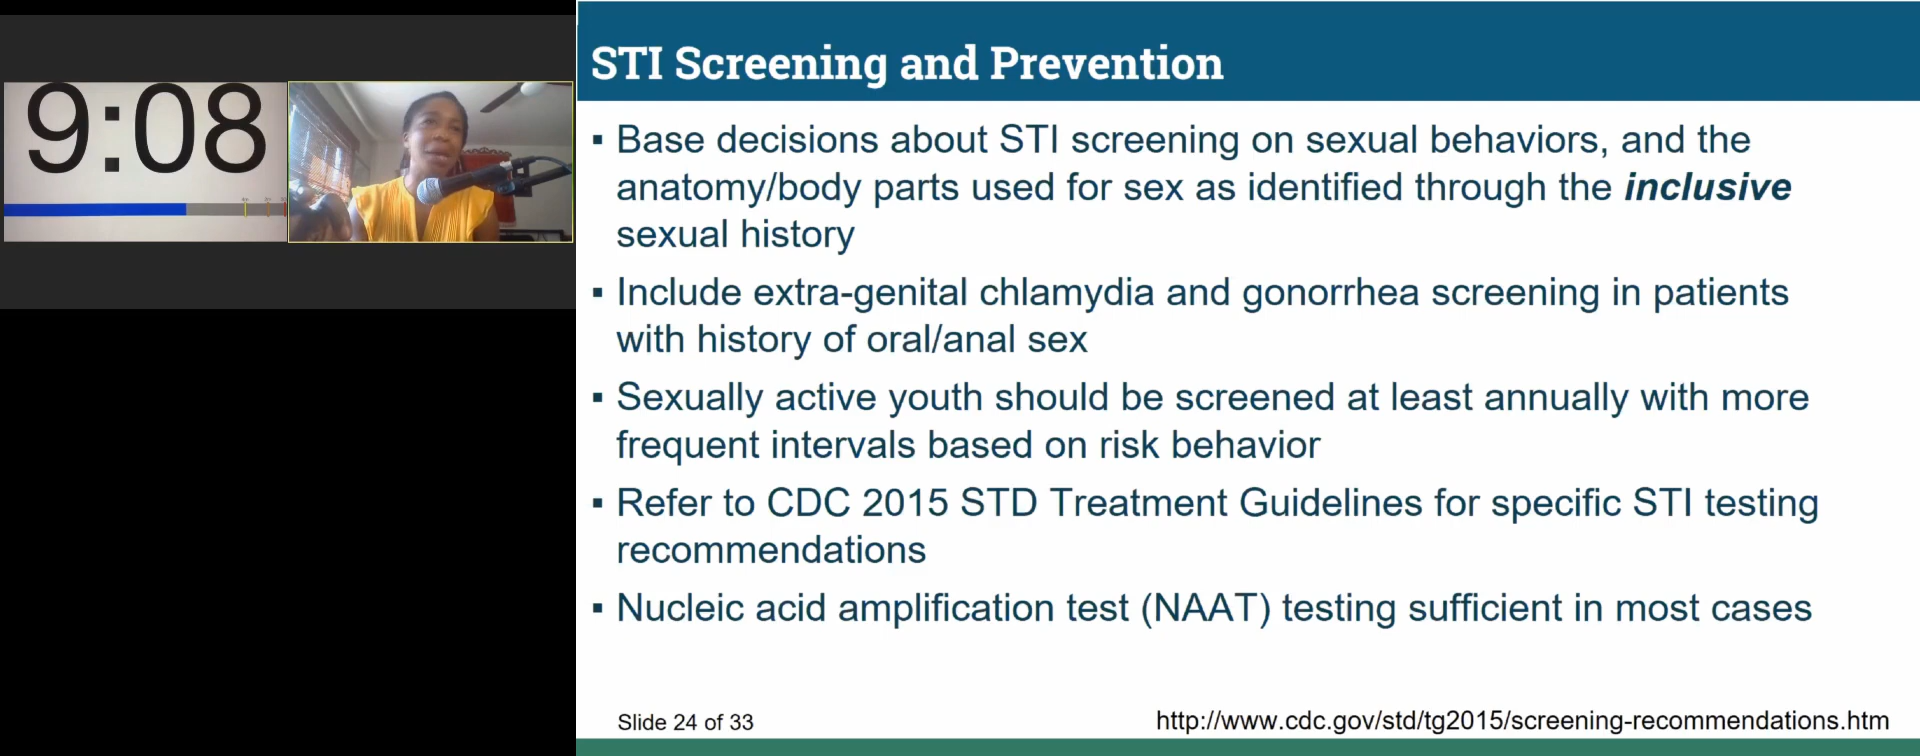 9:08
STI Screening and Prevention
▪ Base decisions about STI screening on sexual behaviors, and the
anatomy/body parts used for sex as identified through the inclusive
sexual history
▪ Include extra-genital chlamydia and gonorrhea screening in patients
with history of oral/anal sex
▪ Sexually active youth should be screened at least annually with more
frequent intervals based on risk behavior
▪ Refer to CDC 2015 STD Treatment Guidelines for specific STI testing
recommendations
▪ Nucleic acid amplification test (NAAT) testing sufficient in most cases
Slide 24 of 33
http://www.cdc.gov/std/tg2015/screening-recommendations.htm